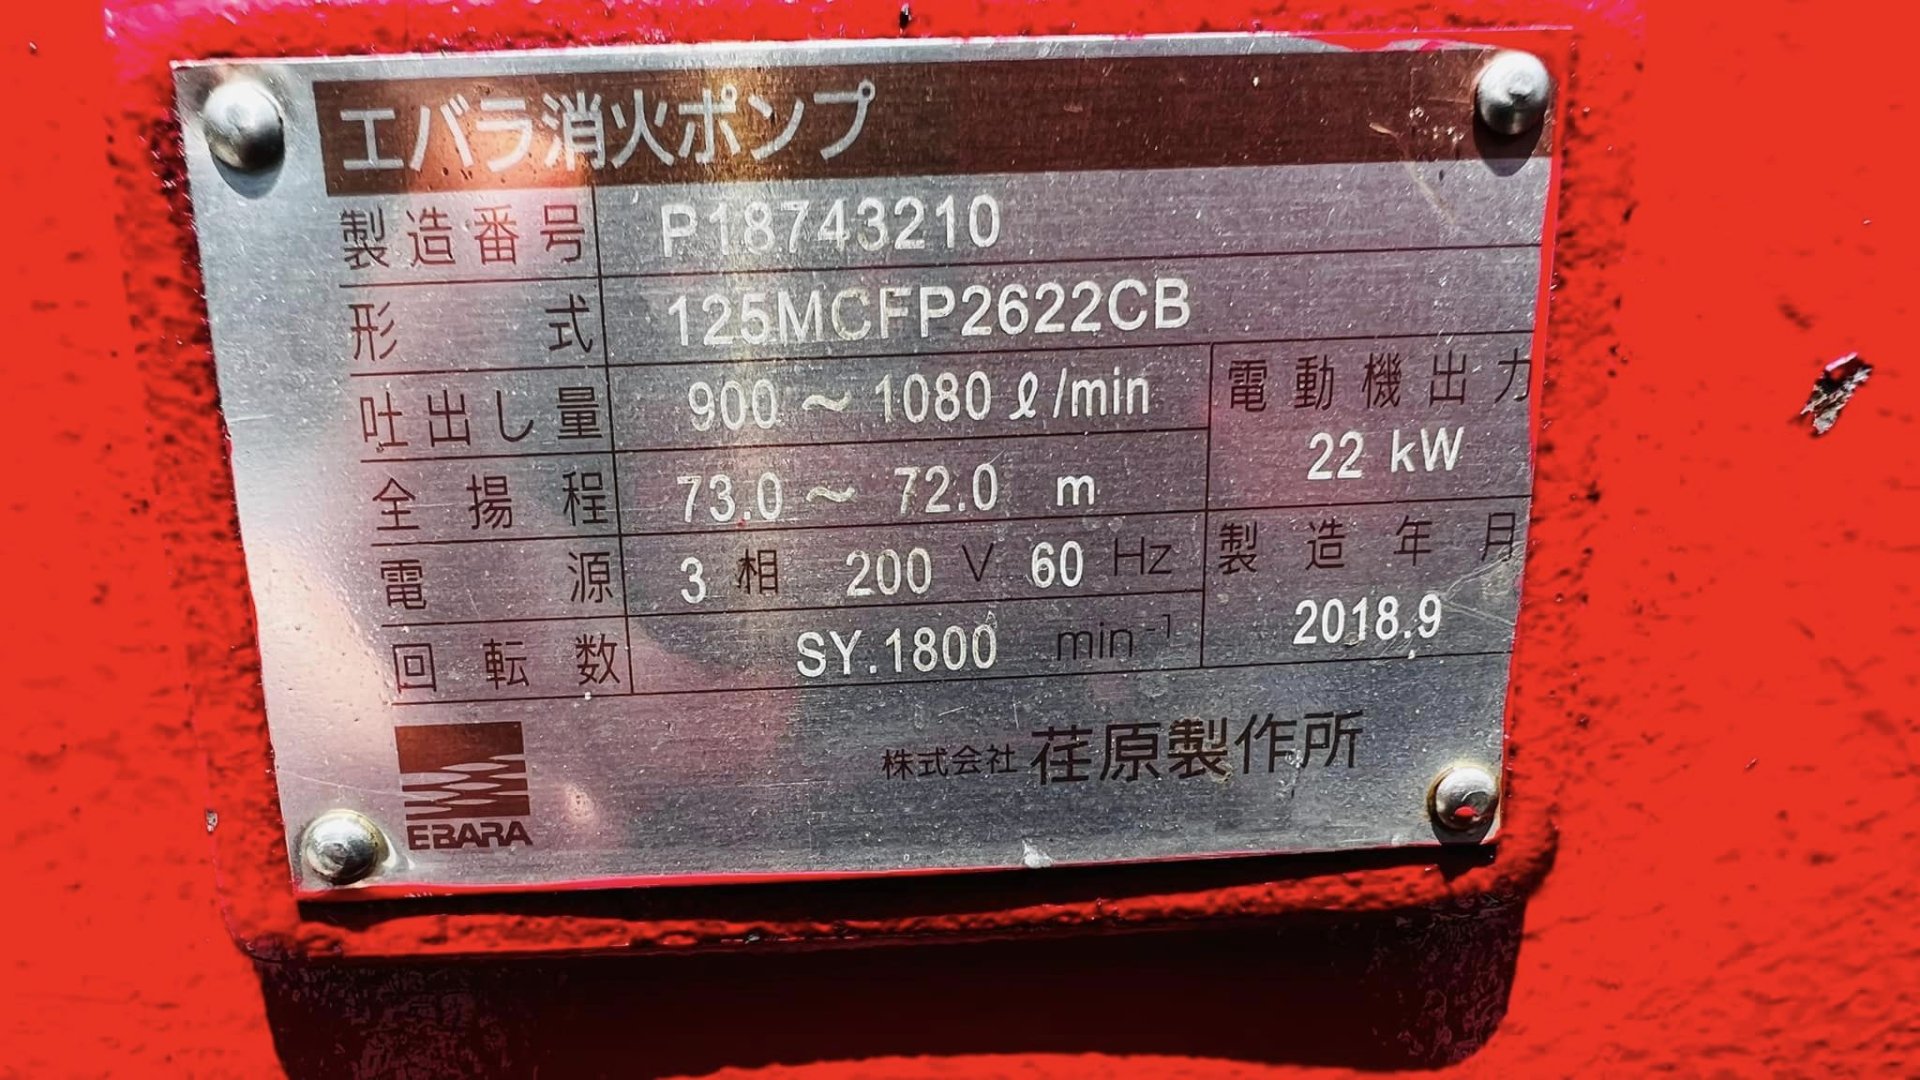 エバラ消火ポンプ
製造番号 P18743210
形式 125MCFP2622CB
吐出し量 900～1080ℓ/min
全揚程 73.0～72.0 m
電源 3相 200 V 60 Hz
回転数 SY.1800 min⁻¹
電動機出力
22 kW
製造年月
2018.9
株式会社 荏原製作所
EBARA